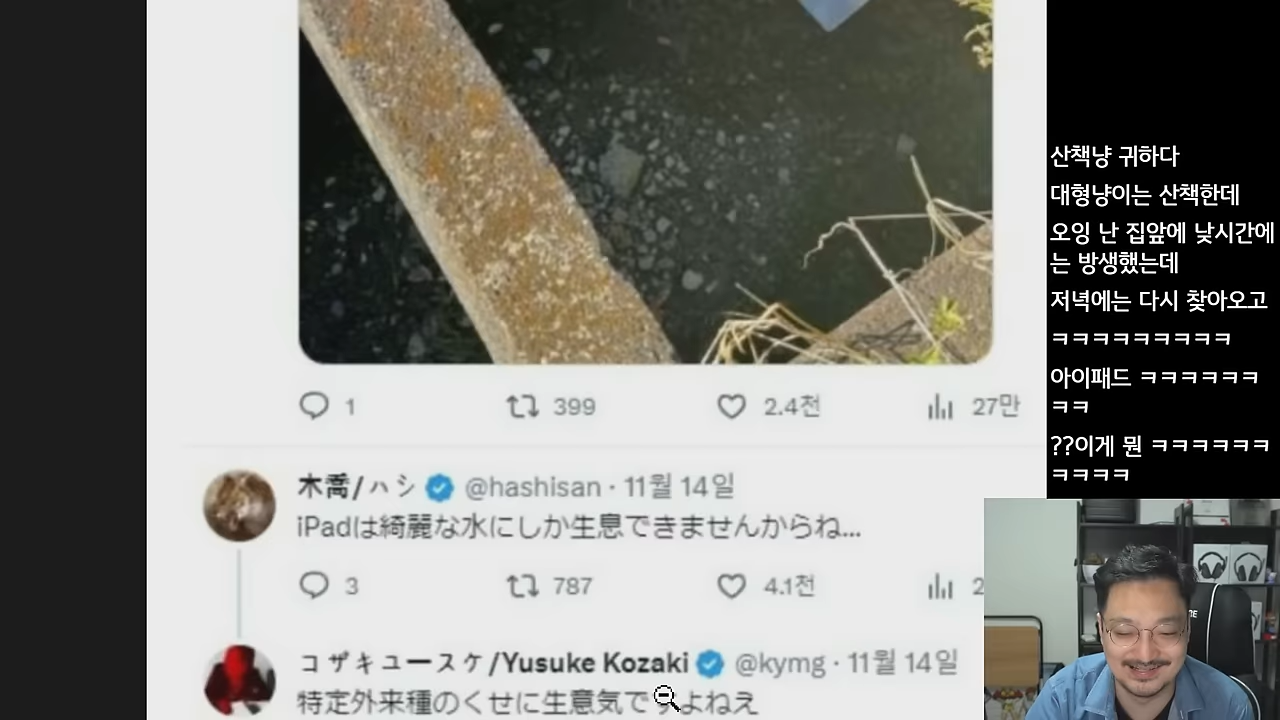 1 399 2.4천 27만
木喬/ハシ @hashisan · 11월 14일
iPadは綺麗な水にしか生息できませんからね...
3 787 4.1천 2
コザキユースケ/Yusuke Kozaki @kymg · 11월 14일
特定外来種のくせに生意気ですよねえ
산책냥 귀하다
대형냥이는 산책한데
오잉 난 집앞에 낮시간에
는 방생했는데
저녁에는 다시 찾아오고
ㅋㅋㅋㅋㅋㅋㅋㅋㅋ
아이패드 ㅋㅋㅋㅋㅋㅋ
ㅋㅋ
??이게 뭔 ㅋㅋㅋㅋㅋㅋ
ㅋㅋㅋㅋ